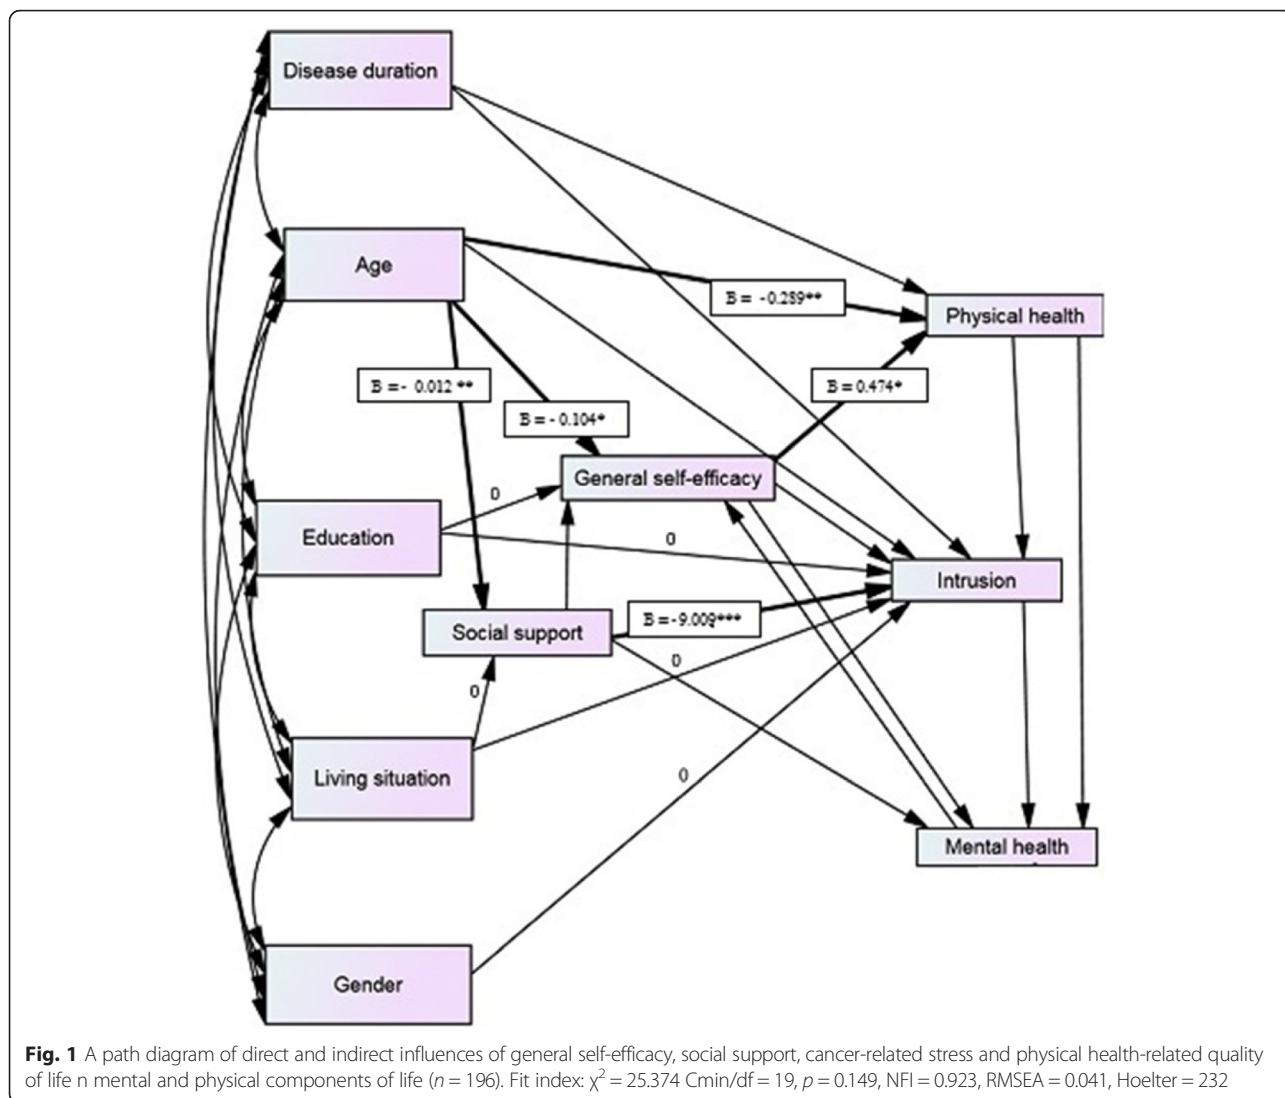 Disease duration
Age
B = -0.289**
Physical health
B = - 0.012 **
B = - 0.104*
B = 0.474*
General self-efficacy
0
Education
0
Intrusion
B = -9.009***
Social support
0
0
Living situation
0
Mental health
Gender
Fig. 1 A path diagram of direct and indirect influences of general self-efficacy, social support, cancer-related stress and physical health-related quality
of life n mental and physical components of life (n = 196). Fit index: χ² = 25.374 Cmin/df = 19, p = 0.149, NFI = 0.923, RMSEA = 0.041, Hoelter = 232